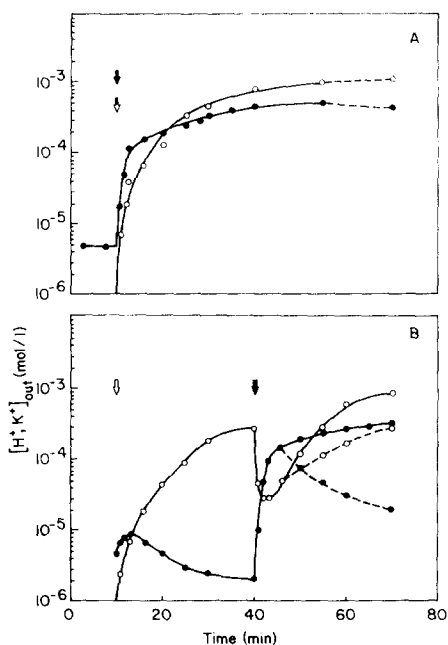 A
10⁻³
10⁻⁴
10⁻⁵
10⁻⁶
B
[H⁺, K⁺]out (mol/l)
10⁻³
10⁻⁴
10⁻⁵
10⁻⁶
0 20 40 60 80
Time (min)